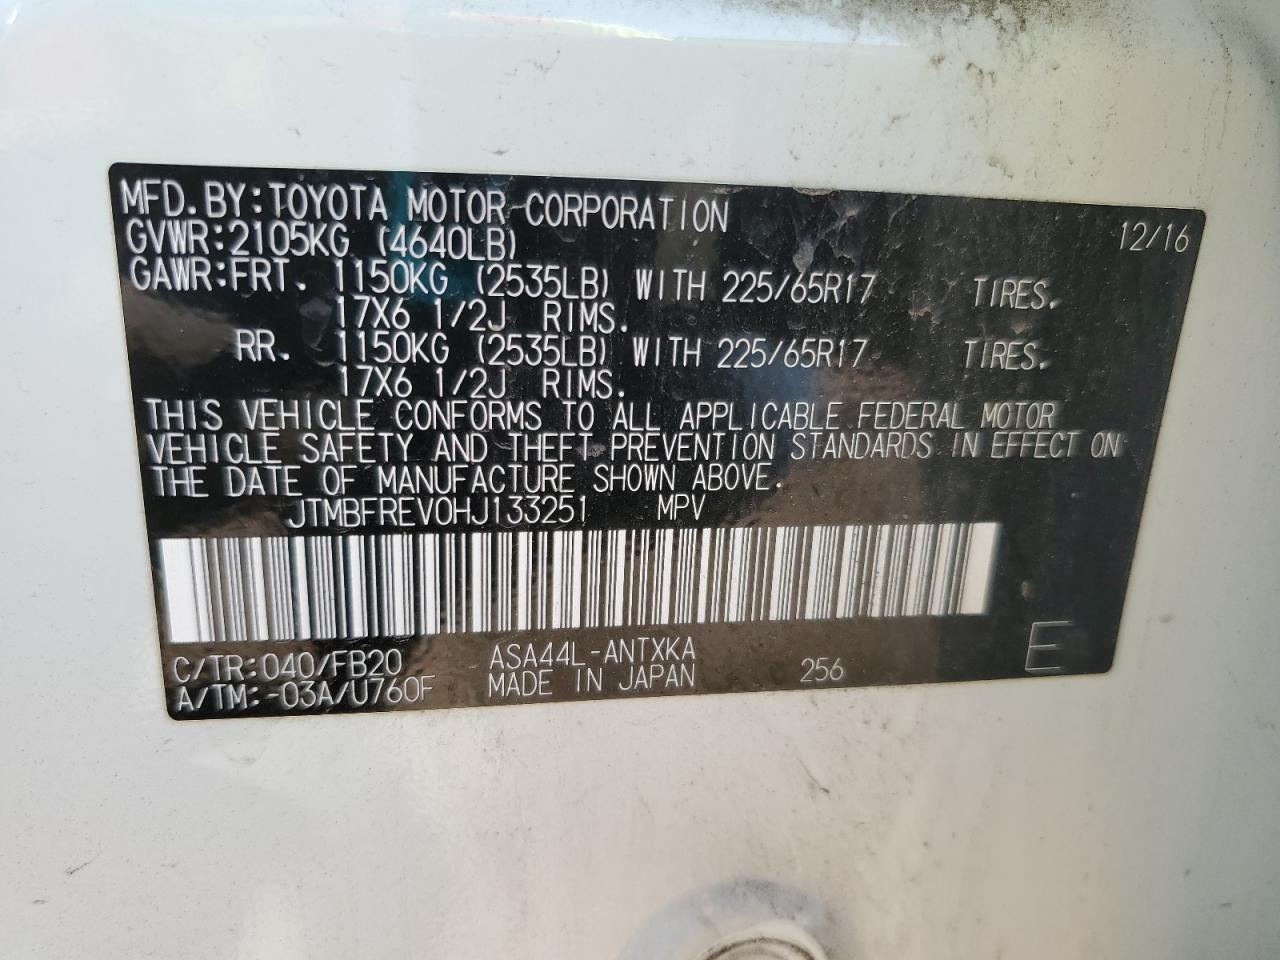 MFD.BY:TOYOTA MOTOR CORPORATION 12/16
GVWR:2105KG (4640LB)
GAWR:FRT. 1150KG (2535LB) WITH 225/65R17 TIRES.
17X6 1/2J RIMS.
RR. 1150KG (2535LB) WITH 225/65R17 TIRES.
17X6 1/2J RIMS.
THIS VEHICLE CONFORMS TO ALL APPLICABLE FEDERAL MOTOR
VEHICLE SAFETY AND THEFT PREVENTION STANDARDS IN EFFECT ON
THE DATE OF MANUFACTURE SHOWN ABOVE.
JTMBFREV0HJ133251 MPV
C/TR:040/FB20 ASA44L-ANTXKA
A/TM:-03A/U760F MADE IN JAPAN 256 E